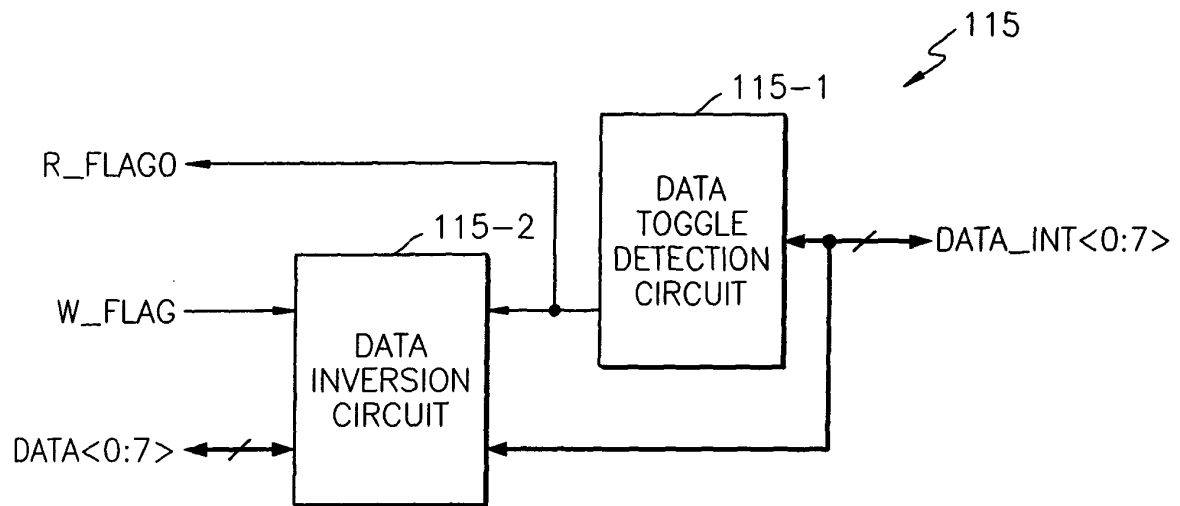 115
115-1
R_FLAGO
DATA
TOGGLE
DETECTION
CIRCUIT
115-2
DATA_INT<0:7>
W_FLAG
DATA
INVERSION
CIRCUIT
DATA<0:7>